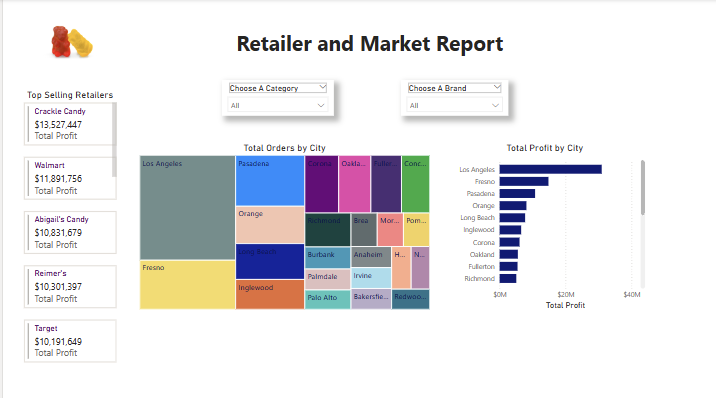 Retailer and Market Report
Choose A Category
All
Choose A Brand
All
Top Selling Retailers
Crackle Candy
$13,527,447
Total Profit
Walmart
$11,891,756
Total Profit
Abigail's Candy
$10,831,679
Total Profit
Reimer's
$10,301,397
Total Profit
Target
$10,191,649
Total Profit
Total Orders by City
Los Angeles
Fresno
Pasadena
Orange
Long Beach
Inglewood
Corona
Oakla...
Fuller...
Conc...
Richmond
Brea
Mor...
Pom...
Burbank
Anaheim
H...
N...
Palmdale
Irvine
Palo Alto
Bakersfie...
Redwoo...
Total Profit by City
Los Angeles
Fresno
Pasadena
Orange
Long Beach
Inglewood
Corona
Oakland
Fullerton
Richmond
$0M
$20M
$40M
Total Profit